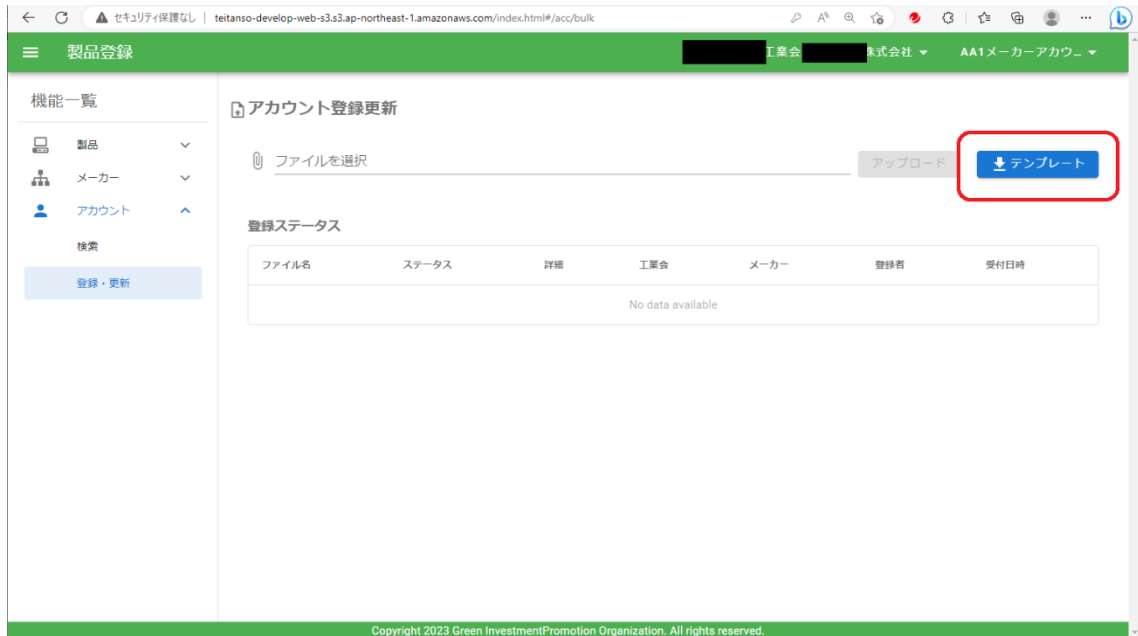 セキュリティ保護なし | teitanso-develop-web-s3.s3.ap-northeast-1.amazonaws.com/index.html#/acc/bulk
製品登録 工業会 株式会社 AA1メーカーアカウ...
機能一覧
製品
メーカー
アカウント
検索
登録・更新
アカウント登録更新
ファイルを選択 アップロード テンプレート
登録ステータス
ファイル名 ステータス 詳細 工業会 メーカー 登録者 受付日時
No data available
Copyright 2023 Green InvestmentPromotion Organization. All rights reserved.